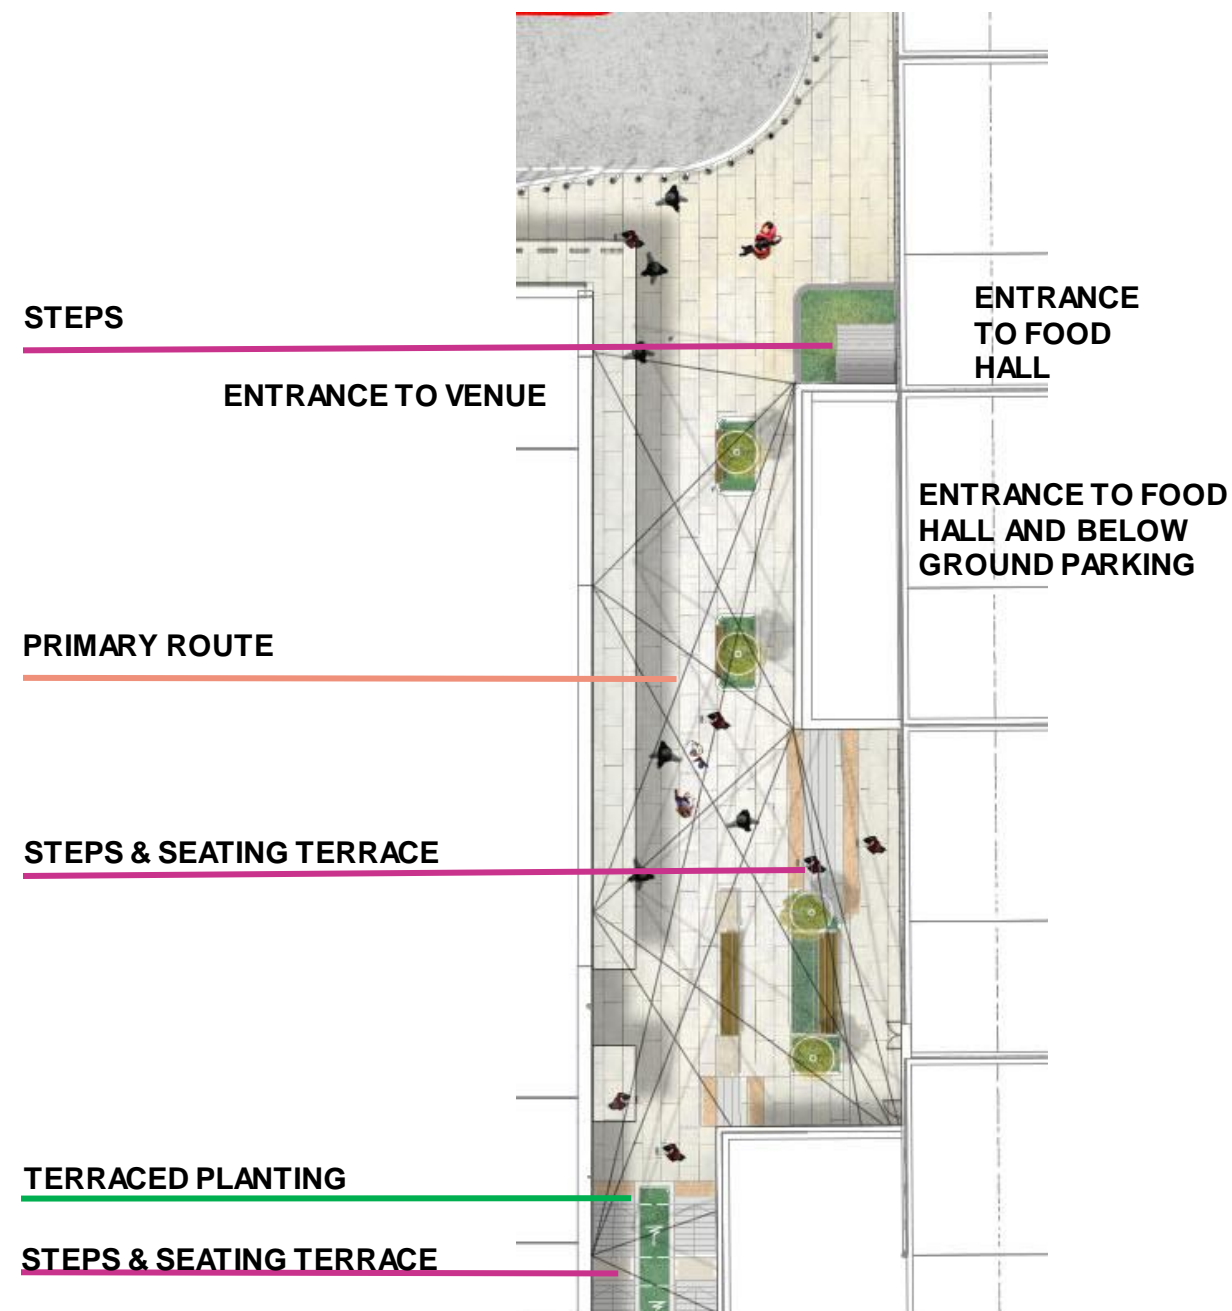 STEPS
ENTRANCE
TO FOOD
HALL
ENTRANCE TO VENUE
ENTRANCE TO FOOD
HALL AND BELOW
GROUND PARKING
PRIMARY ROUTE
STEPS & SEATING TERRACE
TERRACED PLANTING
STEPS & SEATING TERRACE